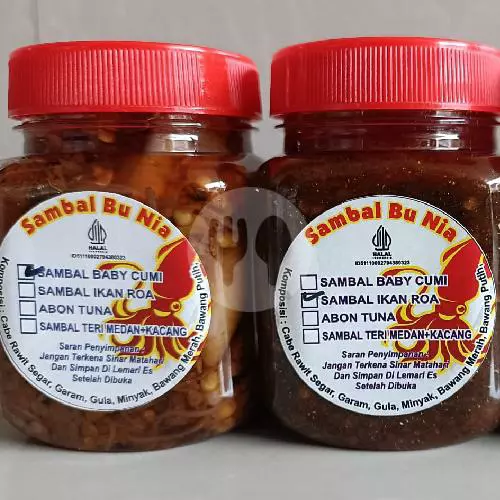 Sambal Bu Nia
HALAL
INDONESIA
ID51110002794380323
SAMBAL BABY CUMI
SAMBAL IKAN ROA
ABON TUNA
SAMBAL TERI MEDAN+KACANG
Saran Penyimpanan:
Jangan Terkena Sinar Matahari
Dan Simpan Di Lemari Es
Setelah Dibuka
Komposisi : Cabe Rawit Segar, Garam, Gula, Minyak, Bawang Merah, Bawang Putih
Sambal Bu Nia
HALAL
INDONESIA
ID51110002794380323
SAMBAL BABY CUMI
SAMBAL IKAN ROA
ABON TUNA
SAMBAL TERI MEDAN+KACANG
Saran Penyimpanan:
Jangan Terkena Sinar Matahari
Dan Simpan Di Lemari Es
Setelah Dibuka
Komposisi : Cabe Rawit Segar, Garam, Gula, Minyak, Bawang Merah, Bawang Putih